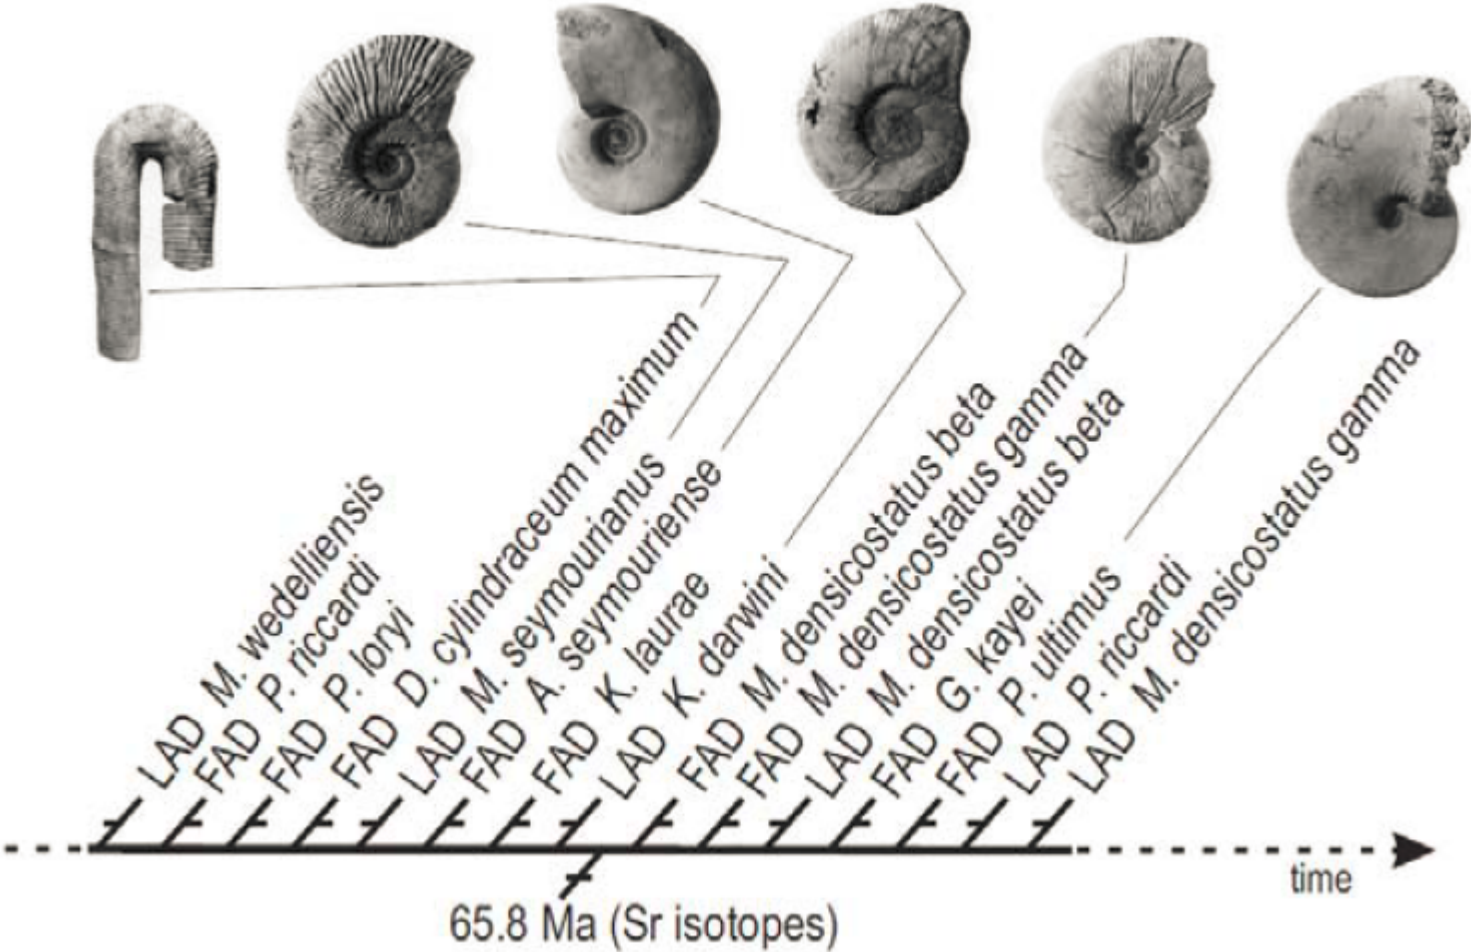 LAD M. wedelliensis
FAD P. riccardi
FAD P. loryi
FAD D. cylindraceum maximum
LAD M. seymourianus
FAD A. seymouriense
FAD K. laurae
LAD K. darwini
FAD M. densicostatus beta
FAD M. densicostatus gamma
LAD M. densicostatus beta
FAD G. kayei
FAD P. ultimus
LAD P. riccardi
LAD M. densicostatus gamma
time
65.8 Ma (Sr isotopes)